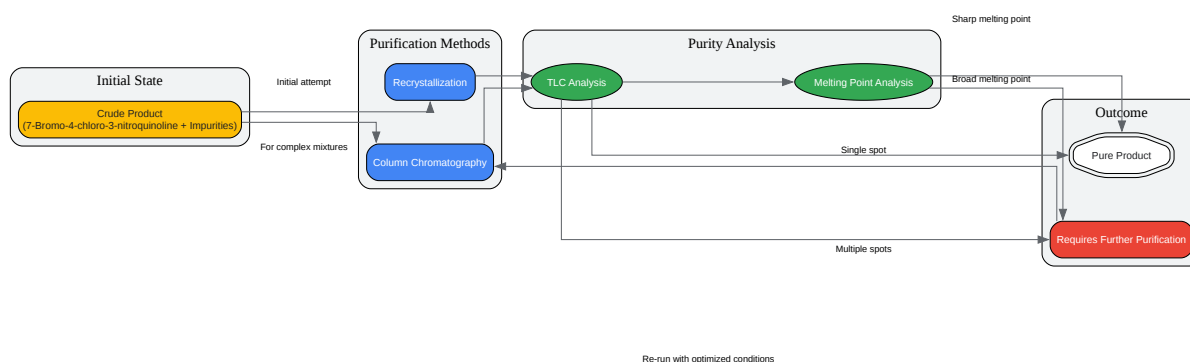 Sharp melting point
Purification Methods
Purity Analysis
Initial State
Initial attempt
Recrystallization
TLC Analysis
Melting Point Analysis
Broad melting point
Crude Product
(7-Bromo-4-chloro-3-nitroquinoline + Impurities)
Outcome
For complex mixtures
Column Chromatography
Single spot
Pure Product
Requires Further Purification
Multiple spots
Re-run with optimized conditions